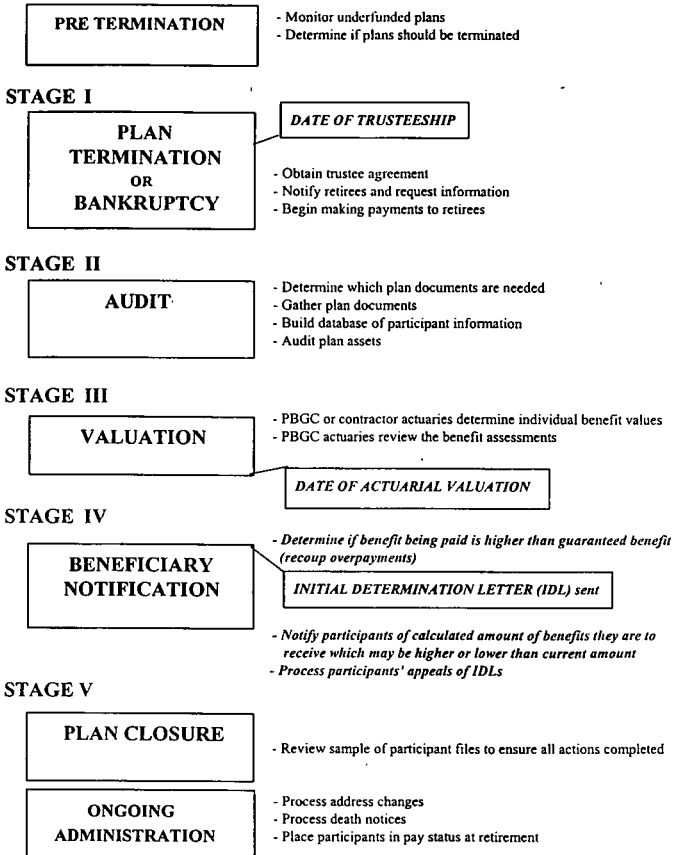 PRE TERMINATION
- Monitor underfunded plans
- Determine if plans should be terminated
STAGE I
PLAN
TERMINATION
OR
BANKRUPTCY
DATE OF TRUSTEESHIP
- Obtain trustee agreement
- Notify retirees and request information
- Begin making payments to retirees
STAGE II
AUDIT
- Determine which plan documents are needed
- Gather plan documents
- Build database of participant information
- Audit plan assets
STAGE III
VALUATION
- PBGC or contractor actuaries determine individual benefit values
- PBGC actuaries review the benefit assessments
DATE OF ACTUARIAL VALUATION
STAGE IV
BENEFICIARY
NOTIFICATION
- Determine if benefit being paid is higher than guaranteed benefit
(recoup overpayments)
INITIAL DETERMINATION LETTER (IDL) sent
- Notify participants of calculated amount of benefits they are to
receive which may be higher or lower than current amount
- Process participants' appeals of IDLs
STAGE V
PLAN CLOSURE
- Review sample of participant files to ensure all actions completed
ONGOING
ADMINISTRATION
- Process address changes
- Process death notices
- Place participants in pay status at retirement